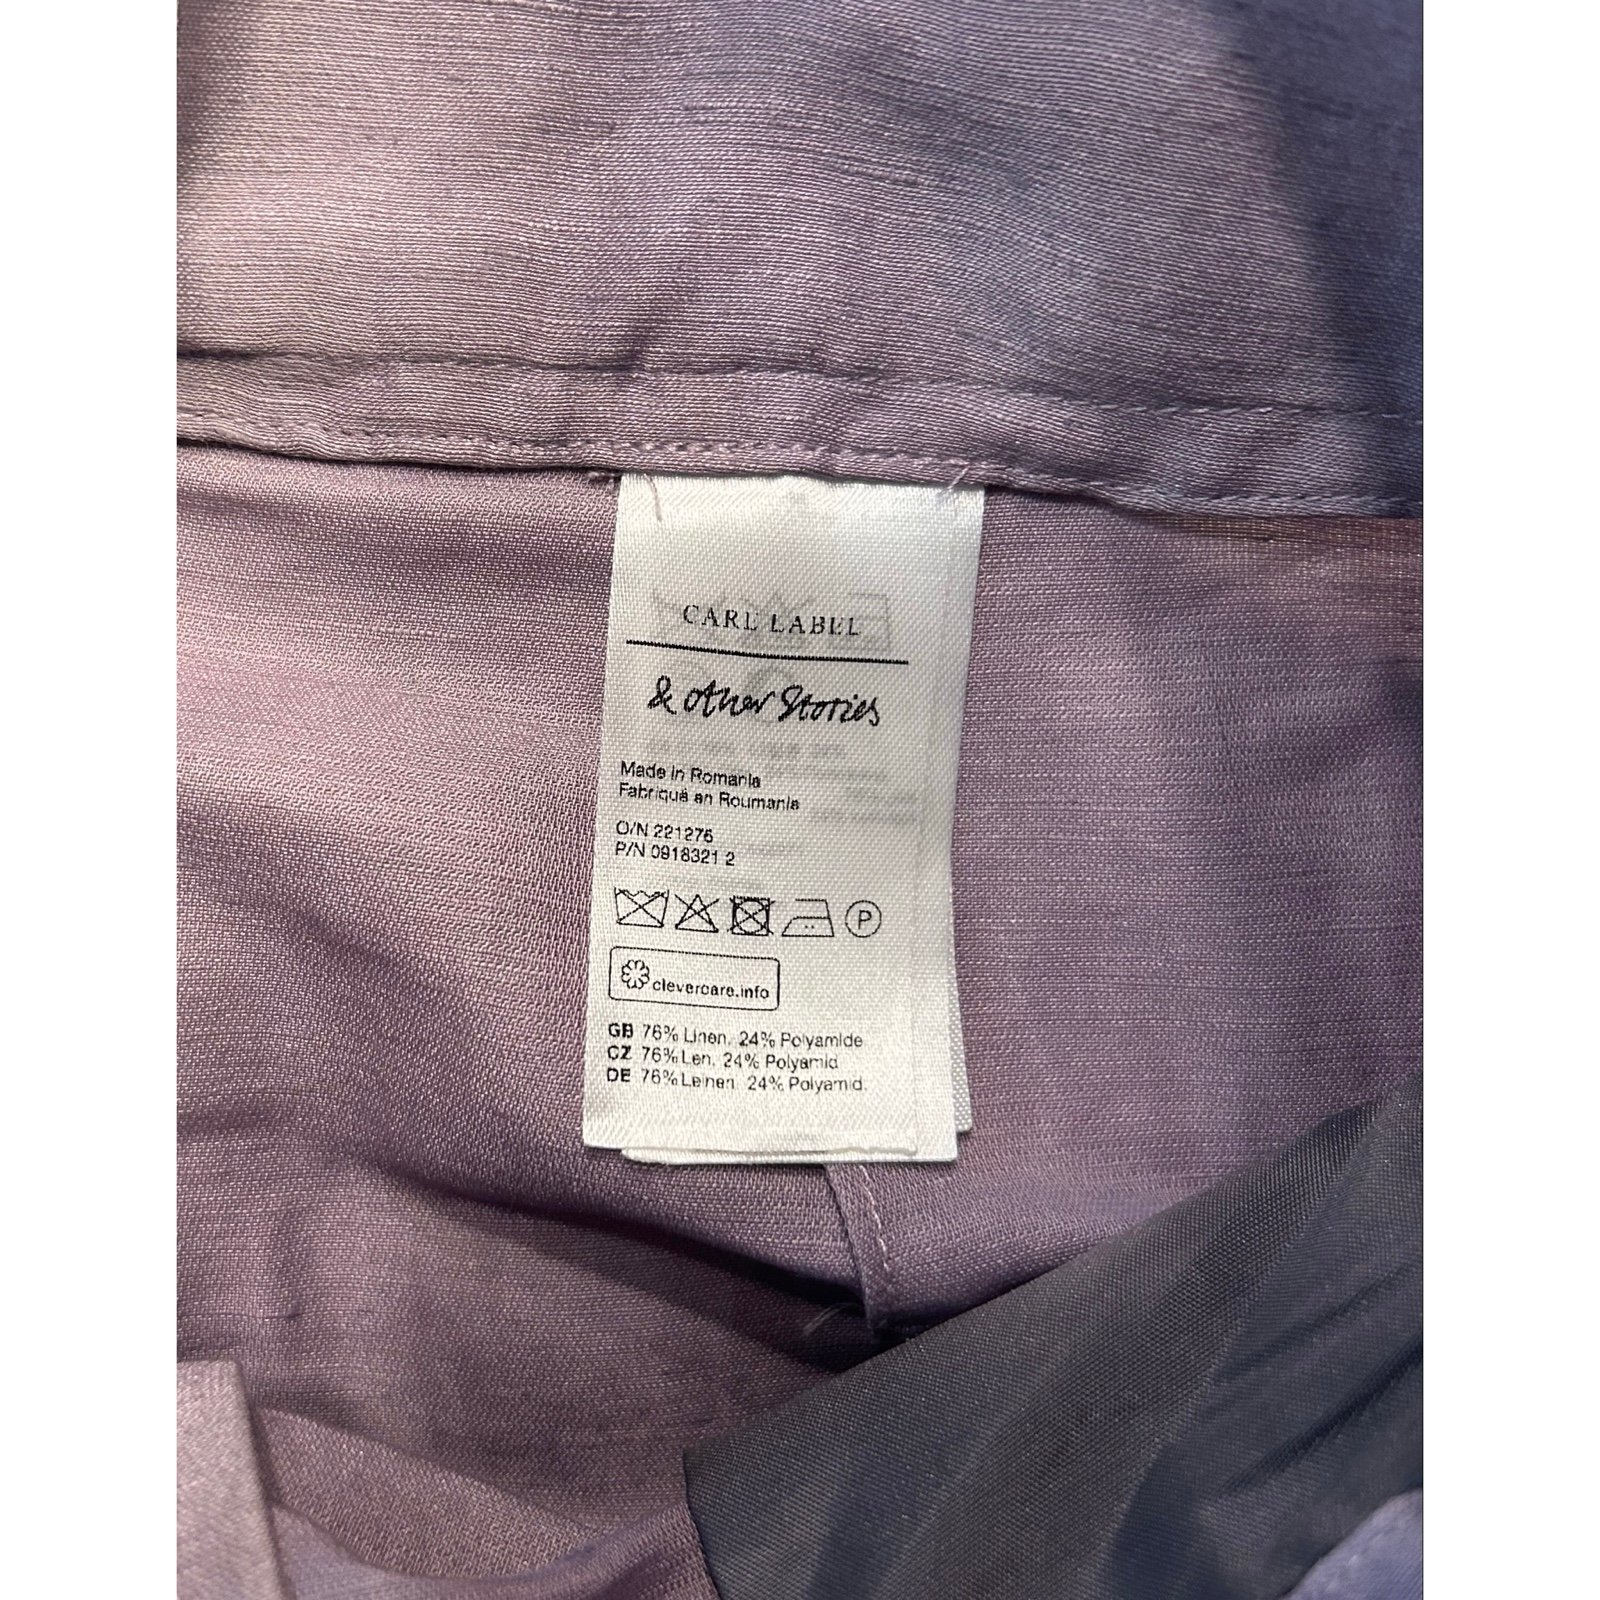 CARE LABEL
& other Stories
Made in Romania
Fabriqué en Roumanie
O/N 221276
P/N 0918321 2
P
clevercare.info
GB 76% Linen, 24% Polyamide
CZ 76% Len, 24% Polyamid
DE 76% Leinen, 24% Polyamid